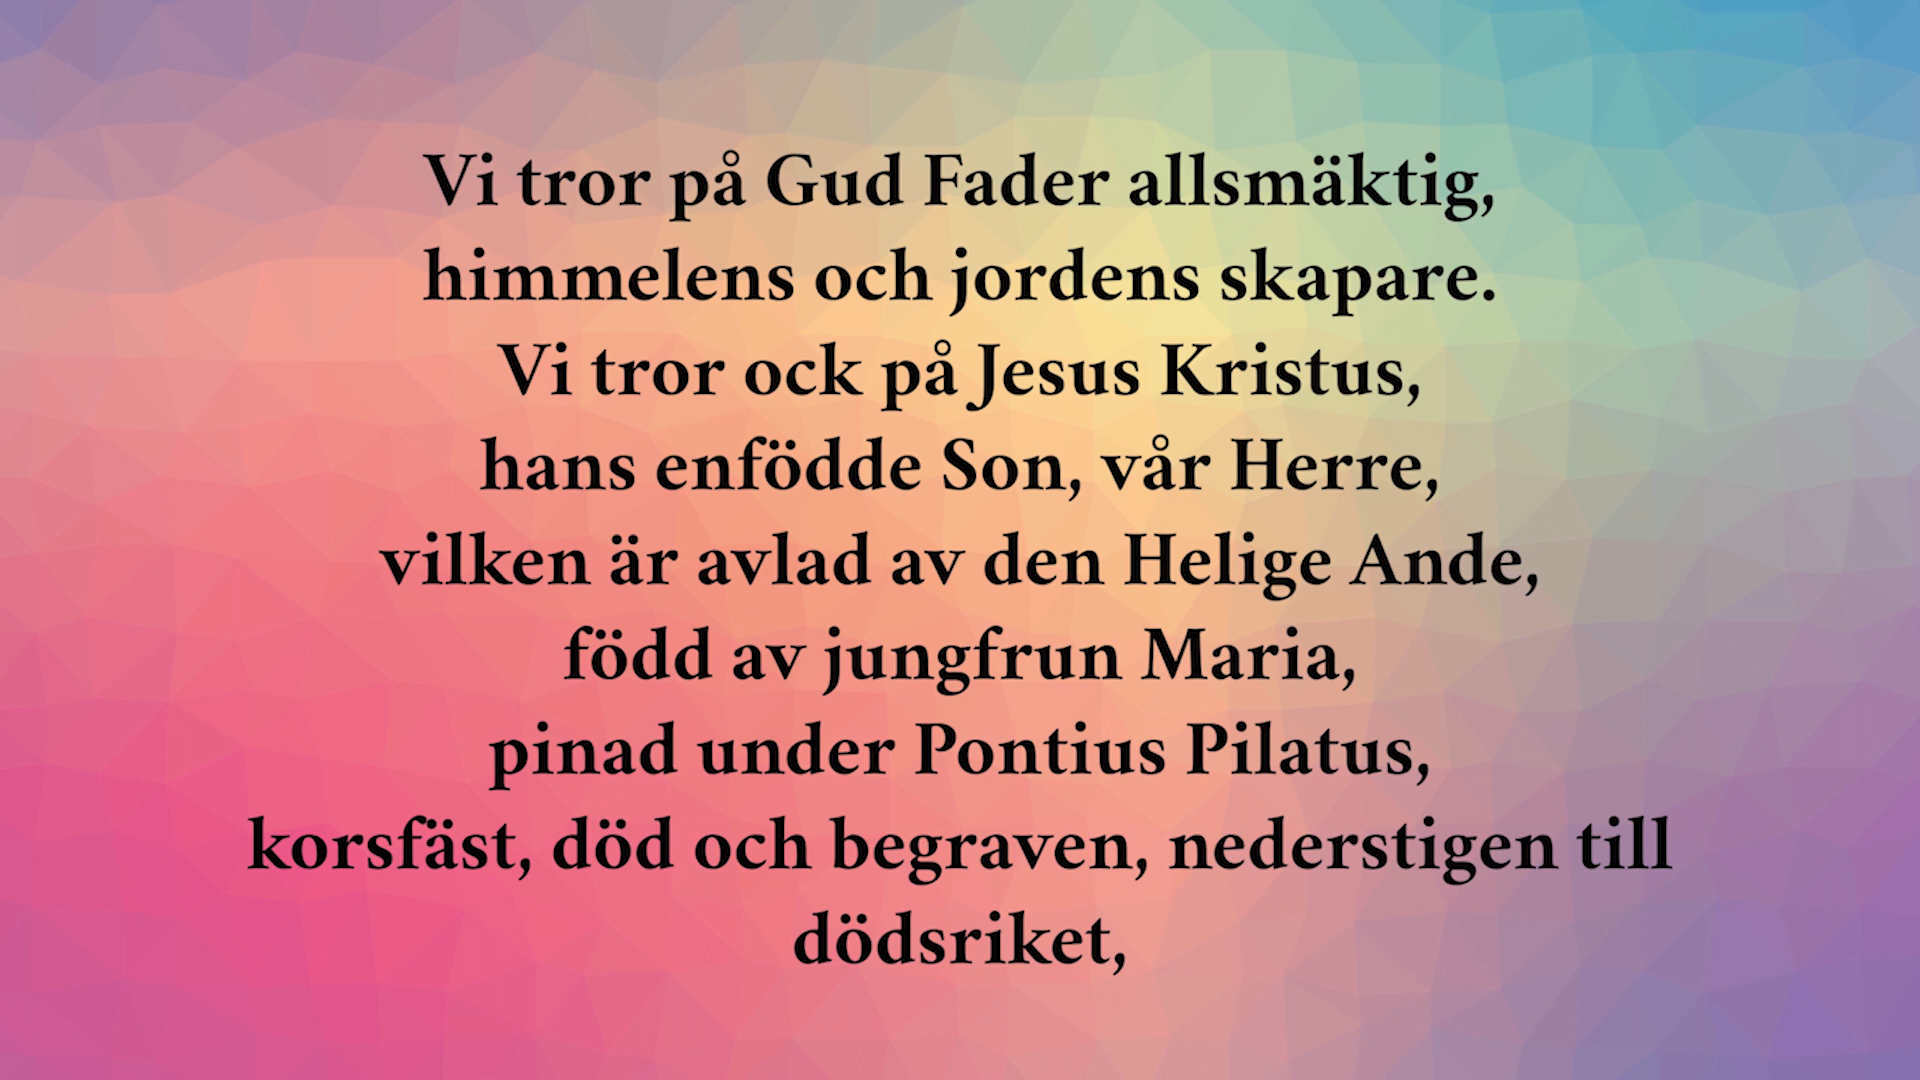 Vi tror på Gud Fader allsmäktig,
himmelens och jordens skapare.
Vi tror ock på Jesus Kristus,
hans enfödde Son, vår Herre,
vilken är avlad av den Helige Ande,
född av jungfrun Maria,
pinad under Pontius Pilatus,
korsfäst, död och begraven, nederstigen till
dödsriket,